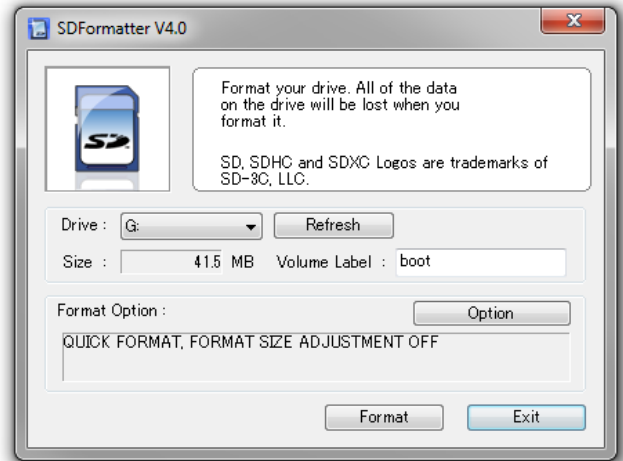 SDFormatter V4.0
SD
Format your drive. All of the data
on the drive will be lost when you
format it.
SD, SDHC and SDXC Logos are trademarks of
SD-3C, LLC.
Drive : G: Refresh
Size : 41.5 MB Volume Label : boot
Format Option :
Option
QUICK FORMAT, FORMAT SIZE ADJUSTMENT OFF
Format Exit